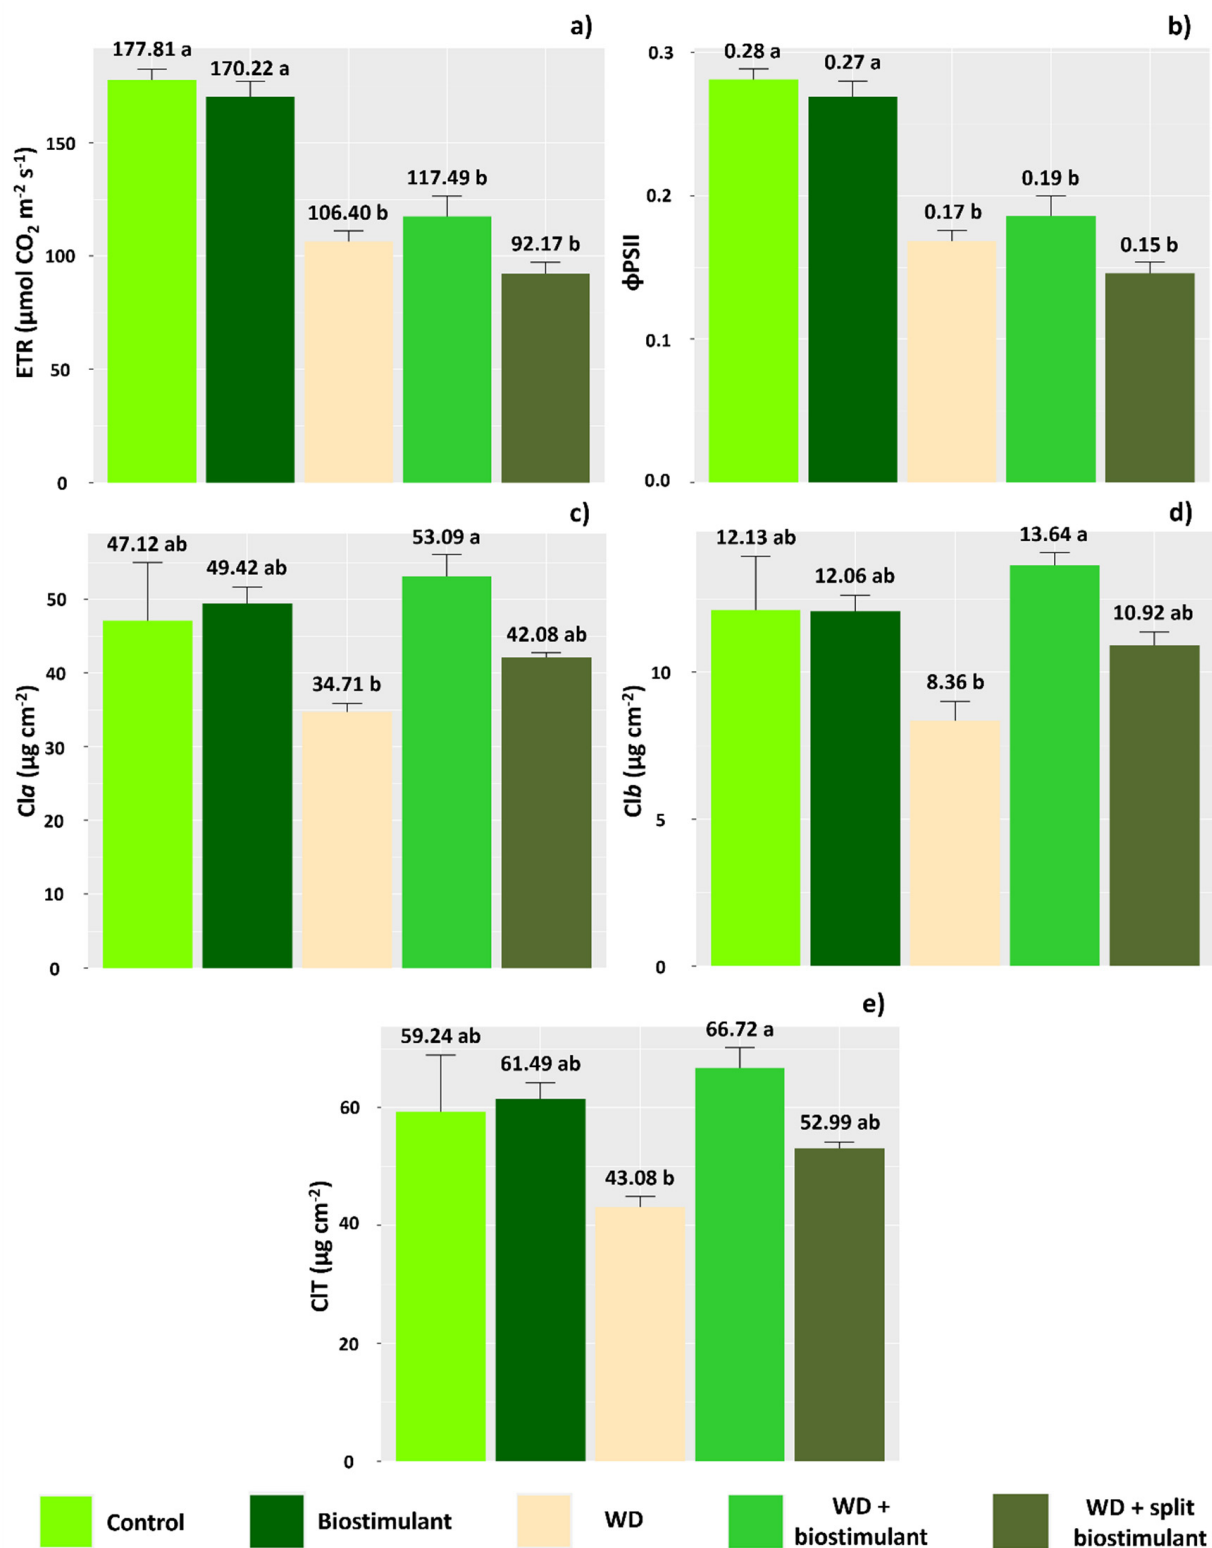 a)
177.81 a
170.22 a
106.40 b
117.49 b
92.17 b
150
100
50
0
ETR (µmol CO₂ m⁻² s⁻¹)
b)
0.28 a
0.27 a
0.17 b
0.19 b
0.15 b
0.3
0.2
0.1
0.0
ϕPSII
c)
47.12 ab
49.42 ab
34.71 b
53.09 a
42.08 ab
50
40
30
20
10
0
Cla (µg cm⁻²)
d)
12.13 ab
12.06 ab
8.36 b
13.64 a
10.92 ab
10
5
0
Clb (µg cm⁻²)
e)
59.24 ab
61.49 ab
43.08 b
66.72 a
52.99 ab
60
40
20
0
ClT (µg cm⁻²)
Control
Biostimulant
WD
WD +
biostimulant
WD + split
biostimulant